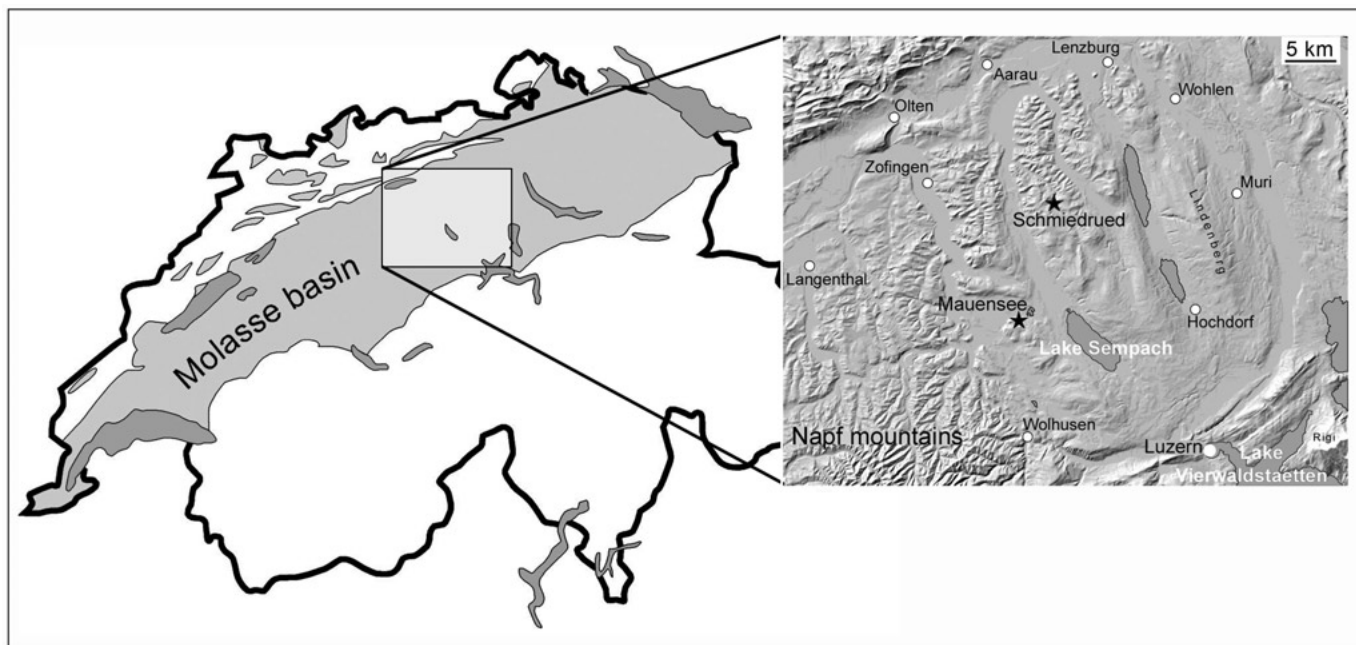 Molasse basin
5 km
Lenzburg
Aarau
Wohlen
Olten
Zofingen
Muri
Schmiedrued
Lindenberg
Langenthal
Mauensee
Hochdorf
Lake Sempach
Wolhusen
Napf mountains
Luzern
Rigi
Lake
Vierwaldstaetten